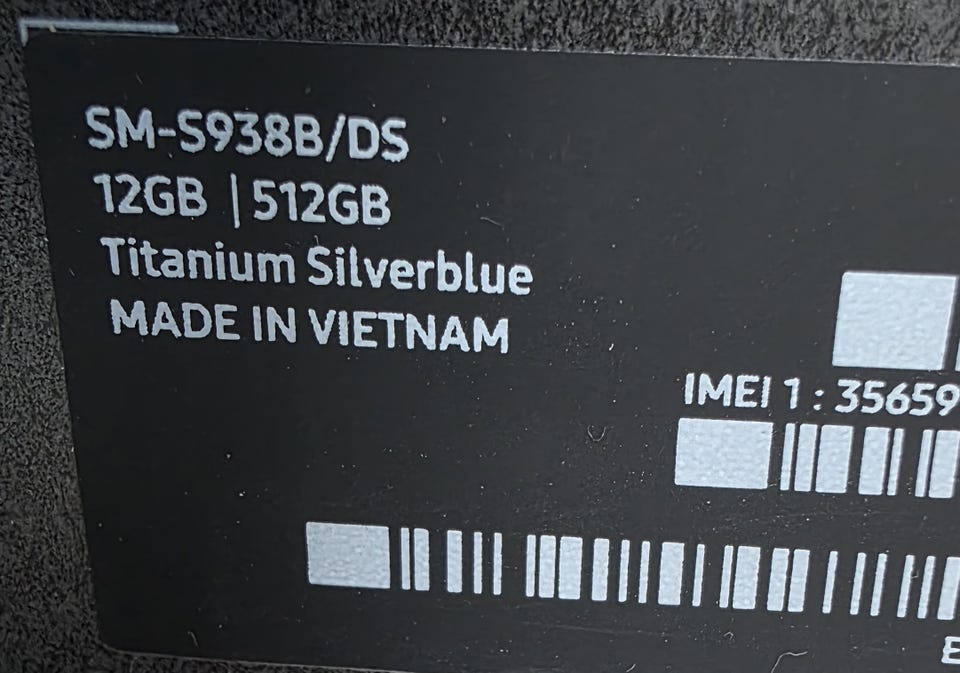 SM-S938B/DS
12GB | 512GB
Titanium Silverblue
MADE IN VIETNAM
IMEI 1 : 35659
E